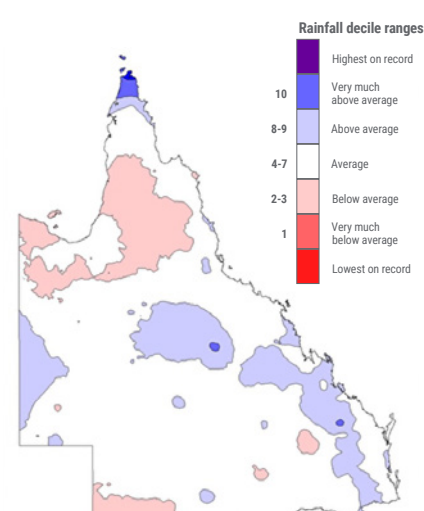 Rainfall decile ranges
Highest on record
10
Very much
above average
8-9
Above average
4-7
Average
2-3
Below average
1
Very much
below average
Lowest on record